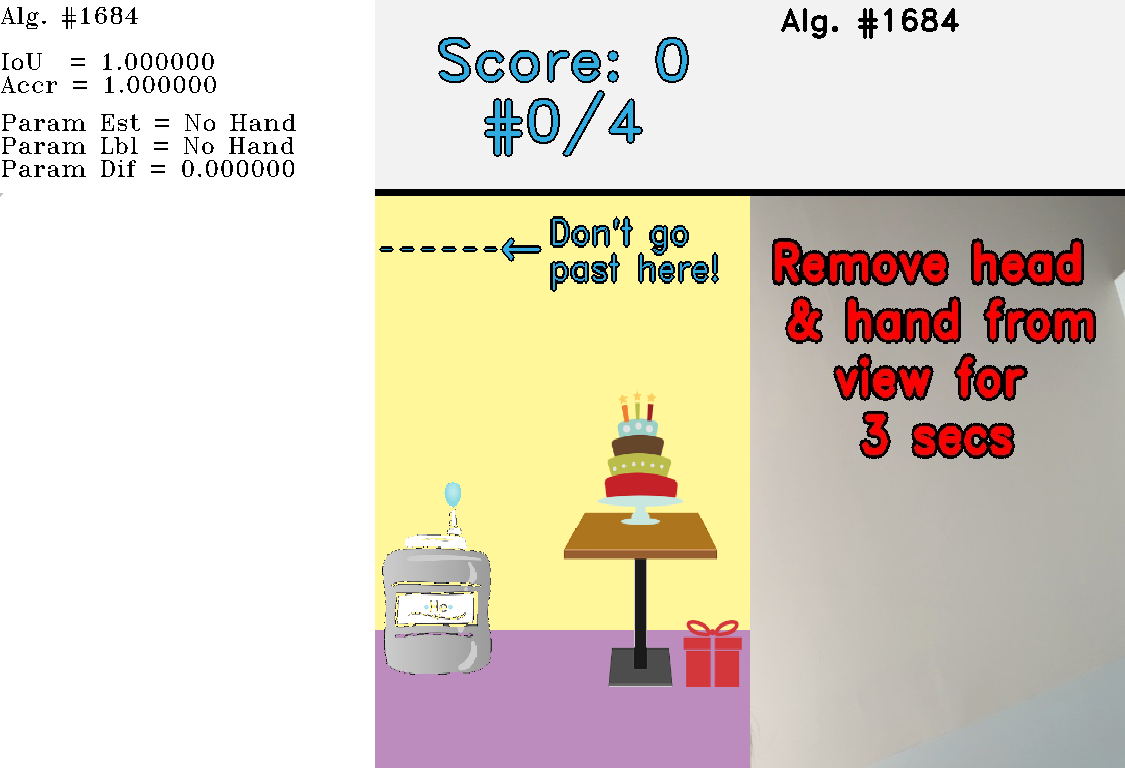 Alg. #1684
IoU = 1.000000
Accr = 1.000000
Param Est = No Hand
Param Lbl = No Hand
Param Dif = 0.000000
Score: 0
#0/4
Alg. #1684
Don't go
past here!
Remove head
& hand from
view for
3 secs